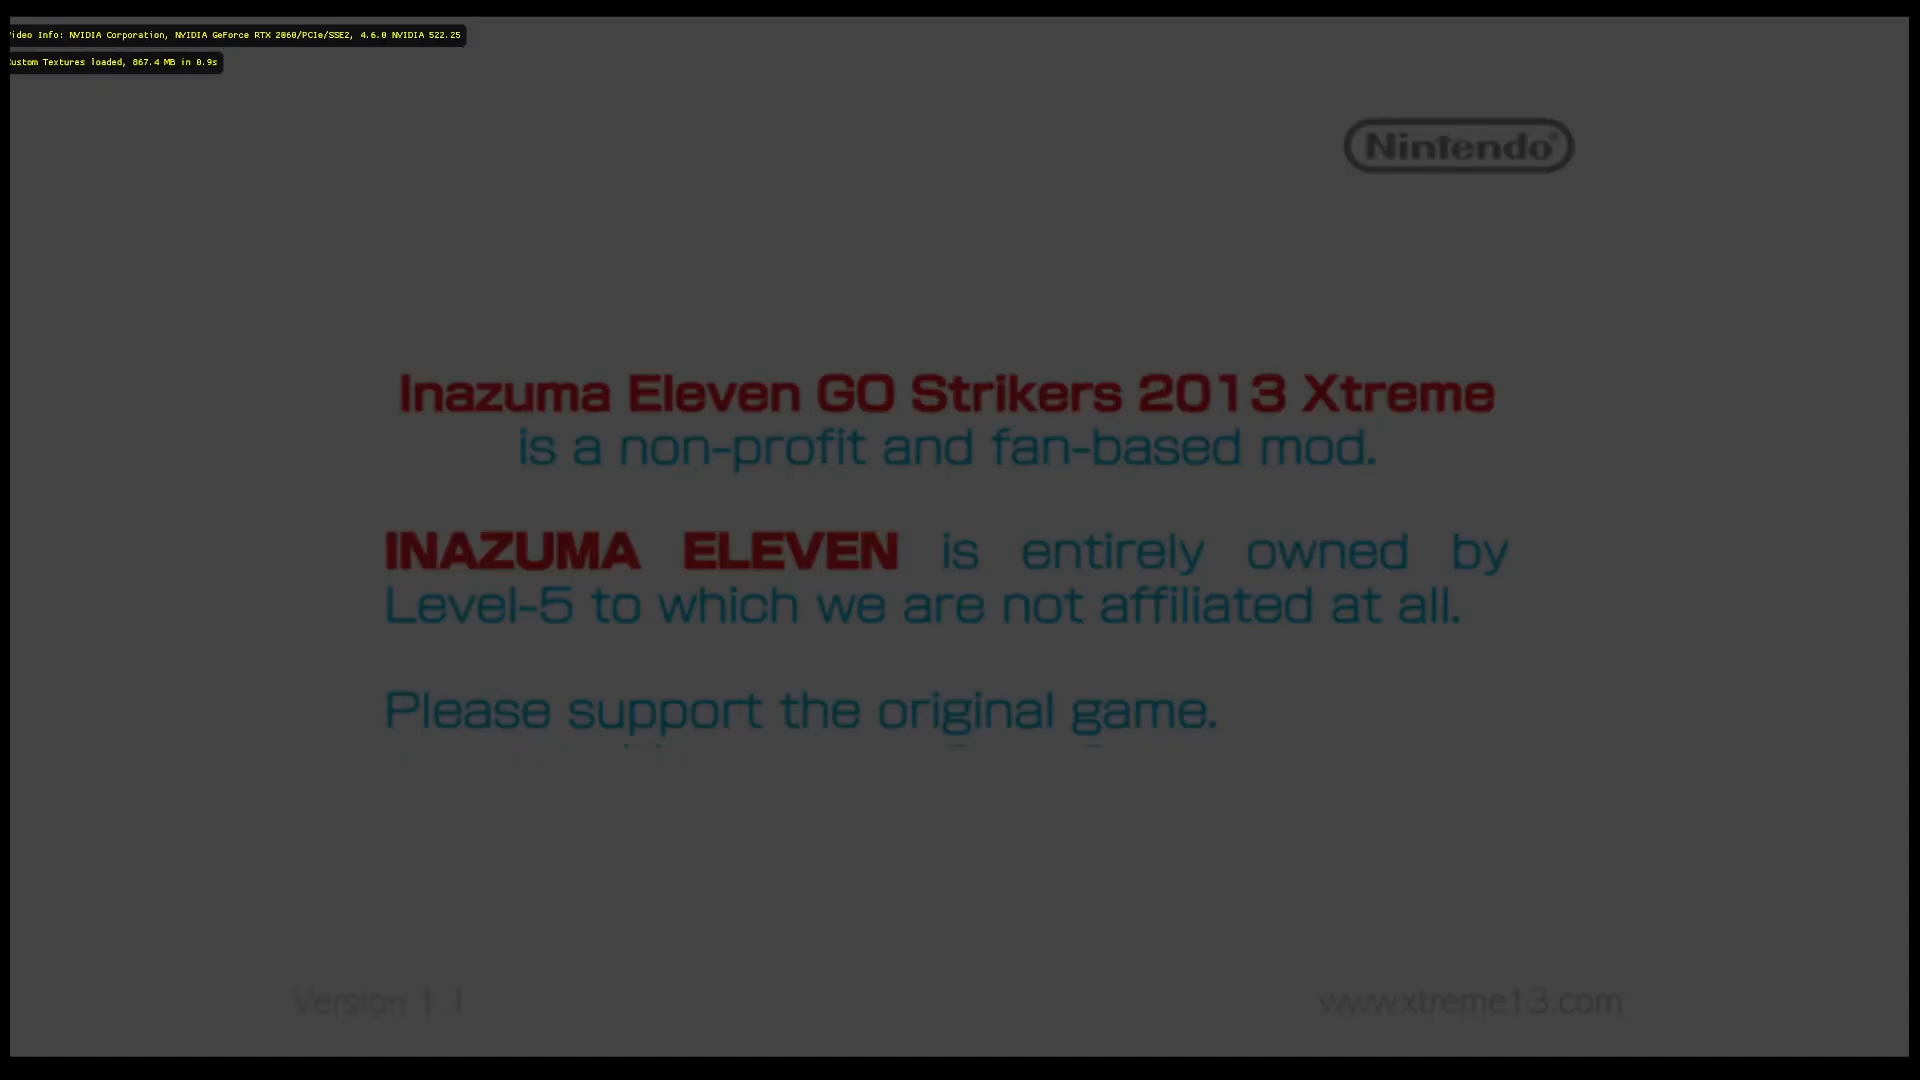 ideo Info: NVIDIA Corporation, NVIDIA GeForce RTX 2060/PCIe/SSE2, 4.6.0 NVIDIA 522.25
ustom Textures loaded, 867.4 MB in 0.9s
Nintendo®
Inazuma Eleven GO Strikers 2013 Xtreme
is a non-profit and fan-based mod.
INAZUMA ELEVEN is entirely owned by
Level-5 to which we are not affiliated at all.
Please support the original game.
Version 1.1
www.xtreme13.com